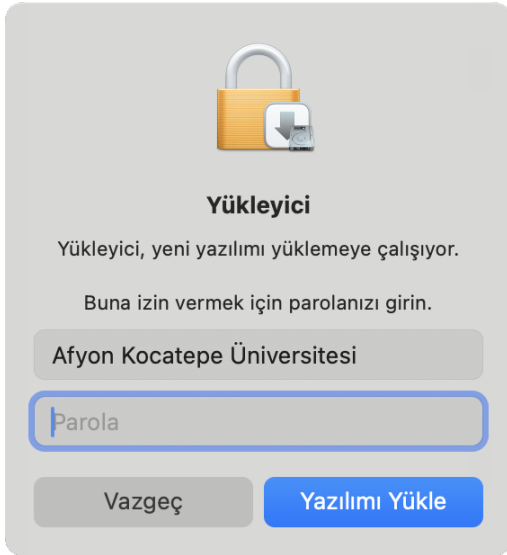 Yükleyici
Yükleyici, yeni yazılımı yüklemeye çalışıyor.
Buna izin vermek için parolanızı girin.
Afyon Kocatepe Üniversitesi
Parola
Vazgeç
Yazılımı Yükle